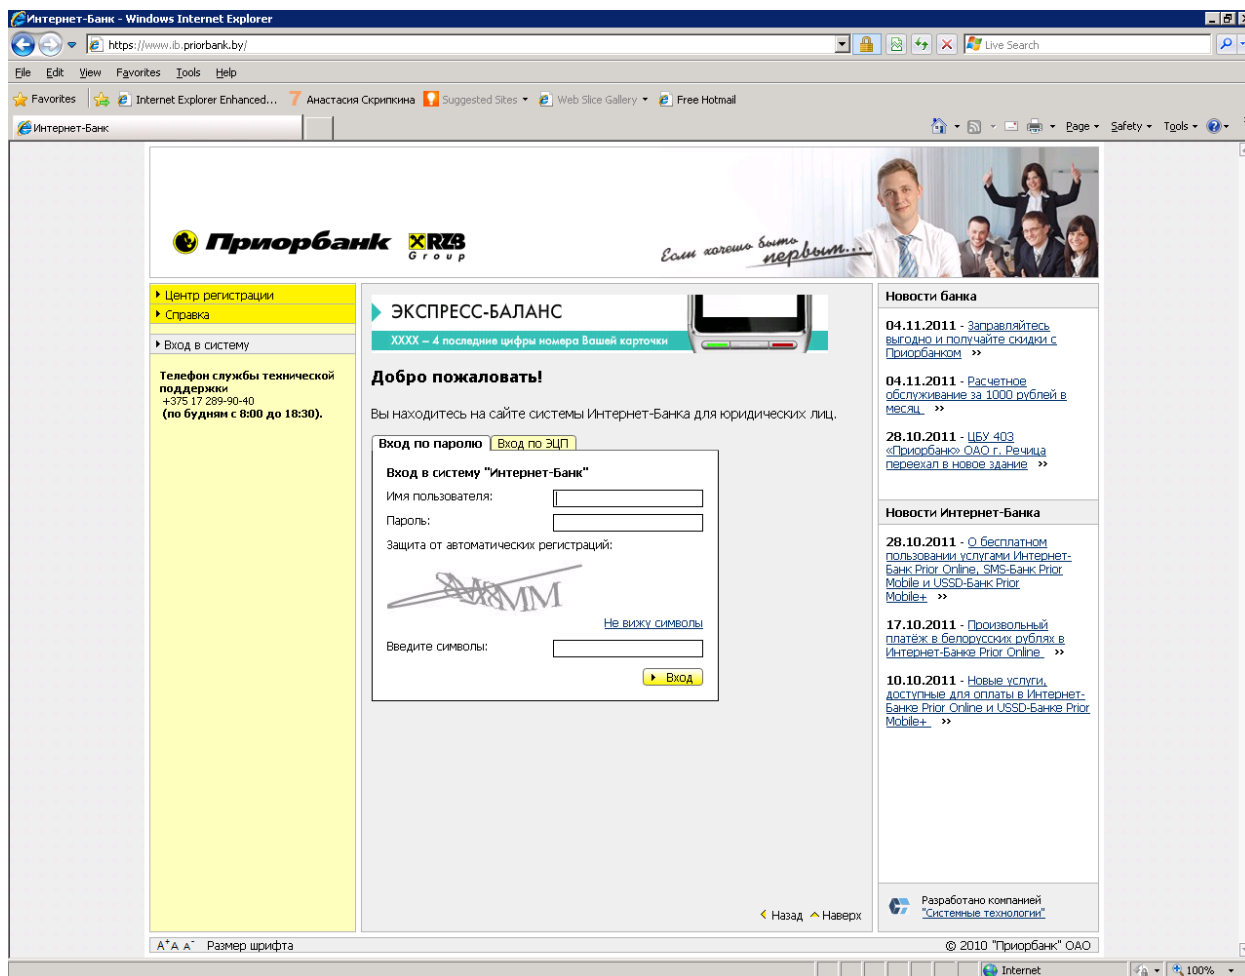 Интернет-Банк - Windows Internet Explorer
https://www.ib.priorbank.by/
Live Search
File Edit View Favorites Tools Help
Favorites Internet Explorer Enhanced... 7 Анастасия Скрипкина Suggested Sites Web Slice Gallery Free Hotmail
Интернет-Банк
Page Safety Tools
Приорбанк RZB
Group
Если хочешь быть
первым...
Центр регистрации
Справка
Вход в систему
Телефон службы технической
поддержки
+375 17 289-90-40
(по будням с 8:00 до 18:30).
ЭКСПРЕСС-БАЛАНС
XXXX – 4 последние цифры номера Вашей карточки
Добро пожаловать!
Вы находитесь на сайте системы Интернет-Банка для юридических лиц.
Вход по паролю Вход по ЭЦП
Вход в систему "Интернет-Банк"
Имя пользователя:
Пароль:
Защита от автоматических регистраций:
Не вижу символы
Введите символы:
Вход
Назад Наверх
Новости банка
04.11.2011 - Заправляйтесь
выгодно и получайте скидки с
Приорбанком »
04.11.2011 - Расчетное
обслуживание за 1000 рублей в
месяц »
28.10.2011 - ЦБУ 403
«Приорбанк» ОАО г. Речица
переехал в новое здание »
Новости Интернет-Банка
28.10.2011 - О бесплатном
пользовании услугами Интернет-
Банк Prior Online, SMS-Банк Prior
Mobile и USSD-Банк Prior
Mobile+ »
17.10.2011 - Произвольный
платёж в белорусских рублях в
Интернет-Банке Prior Online »
10.10.2011 - Новые услуги,
доступные для оплаты в Интернет-
Банке Prior Online и USSD-Банке Prior
Mobile+ »
Разработано компанией
"Системные технологии"
A+ A A- Размер шрифта
© 2010 "Приорбанк" ОАО
Internet
100%